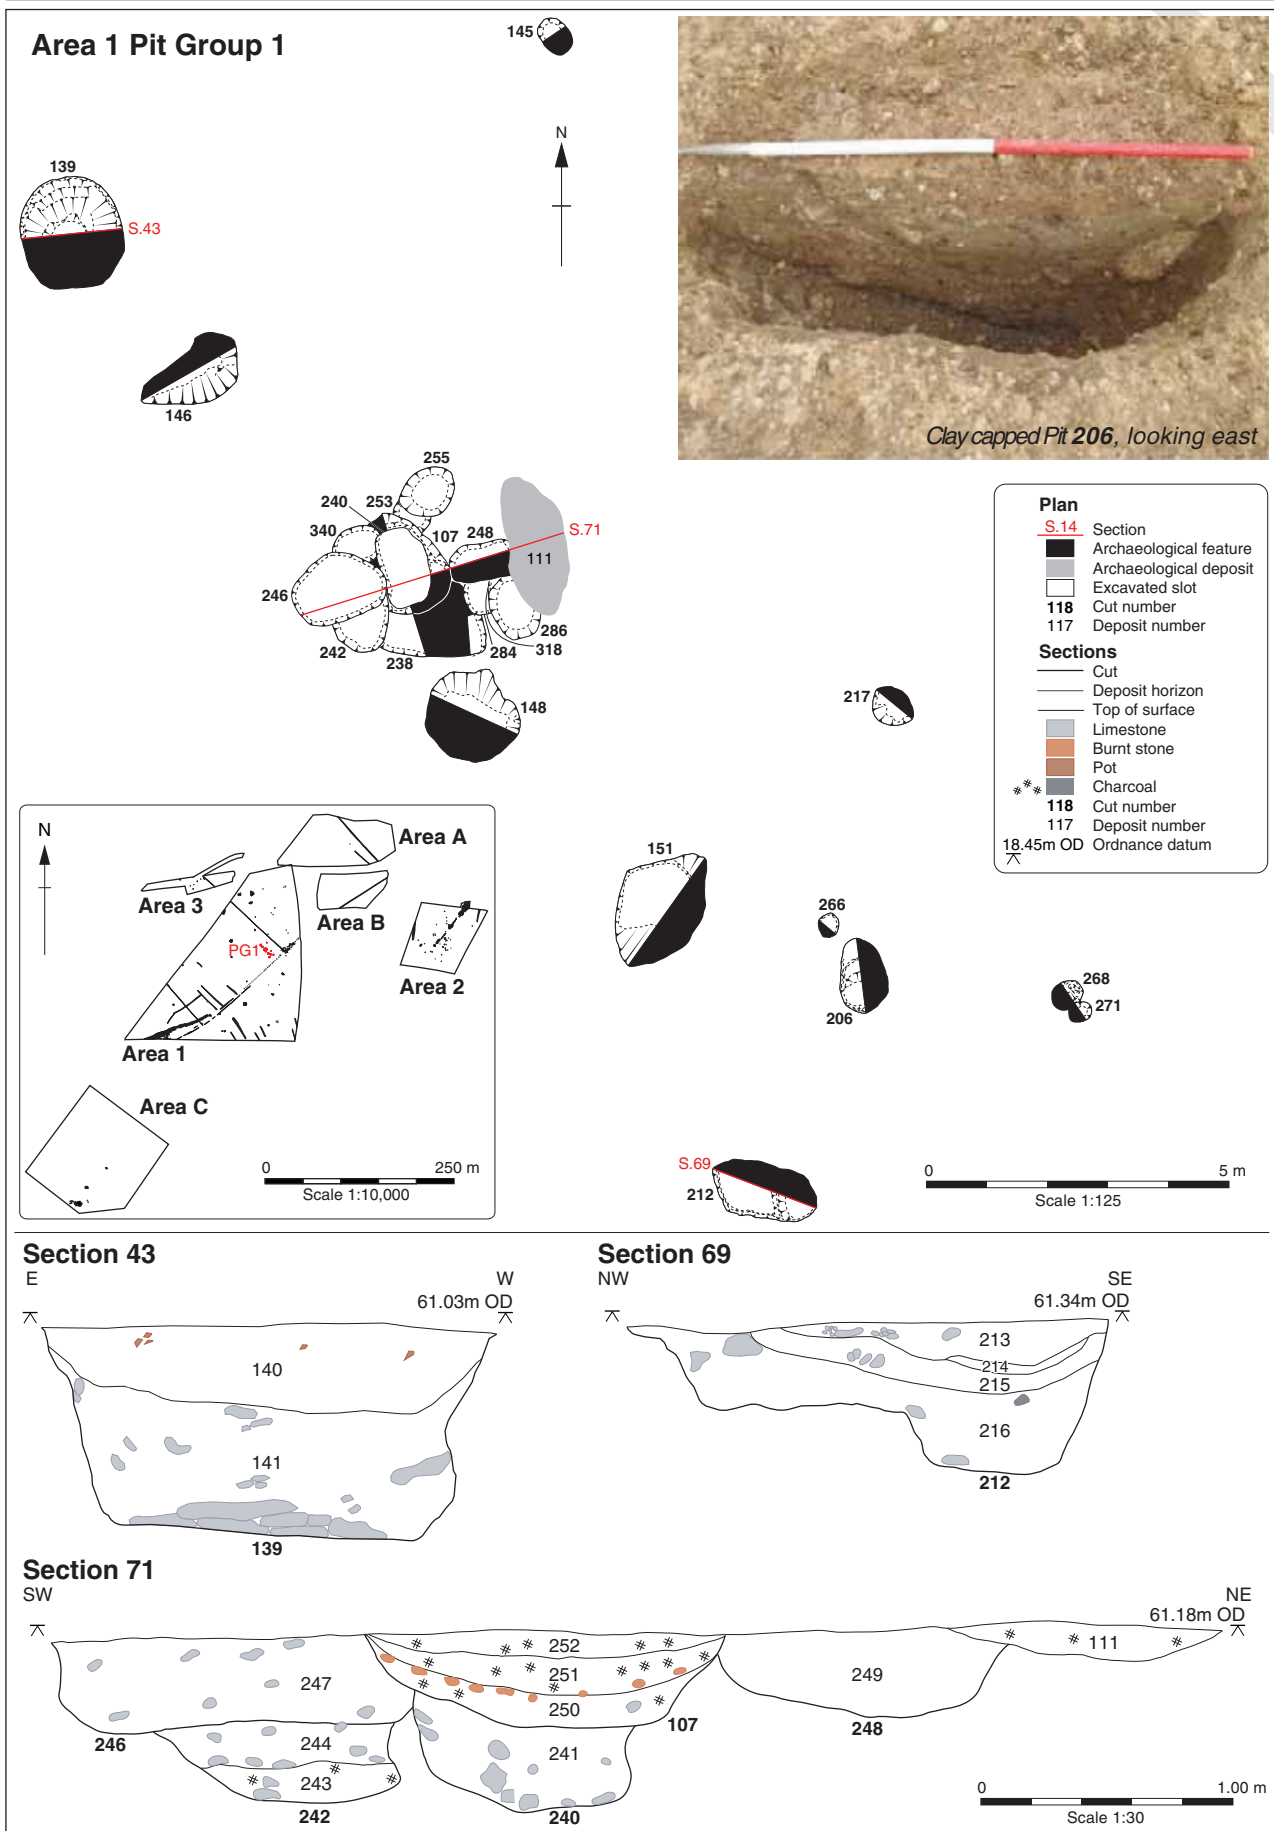 Area 1 Pit Group 1
145
N
139
S.43
146
Clay capped Pit 206, looking east
255
240
253
340
107
248
S.71
111
246
242
238
284
318
286
148
217
Plan
S.14 Section
Archaeological feature
Archaeological deposit
Excavated slot
118 Cut number
117 Deposit number
Sections
Cut
Deposit horizon
Top of surface
Limestone
Burnt stone
Pot
Charcoal
118 Cut number
117 Deposit number
18.45m OD Ordnance datum
N
Area A
Area 3
Area B
PG1
Area 2
Area 1
Area C
0 250 m
Scale 1:10,000
151
266
206
268
271
S.69
212
0 5 m
Scale 1:125
Section 43
E W
61.03m OD
140
141
139
Section 69
NW SE
61.34m OD
213
214
215
216
212
Section 71
SW NE
61.18m OD
252
111
251
247
249
250
107
248
246
244
241
243
242
240
0 1.00 m
Scale 1:30